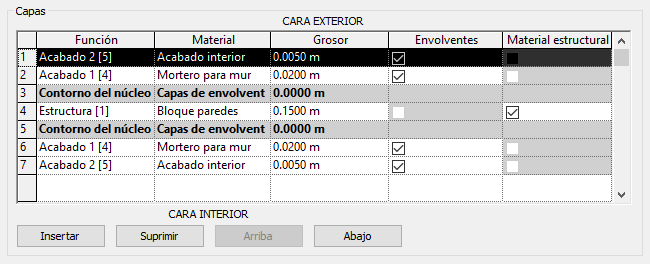 Capas
CARA EXTERIOR
Función Material Grosor Envolventes Material estructural
1 Acabado 2 [5] Acabado interior 0.0050 m
2 Acabado 1 [4] Mortero para mur 0.0200 m
3 Contorno del núcleo Capas de envolvent 0.0000 m
4 Estructura [1] Bloque paredes 0.1500 m
5 Contorno del núcleo Capas de envolvent 0.0000 m
6 Acabado 1 [4] Mortero para mur 0.0200 m
7 Acabado 2 [5] Acabado interior 0.0050 m
CARA INTERIOR
Insertar Suprimir Arriba Abajo